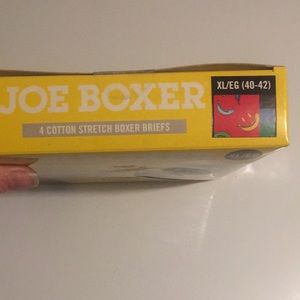 XL/EG (40-42)
JOE BOXER
4 COTTON STRETCH BOXER BRIEFS